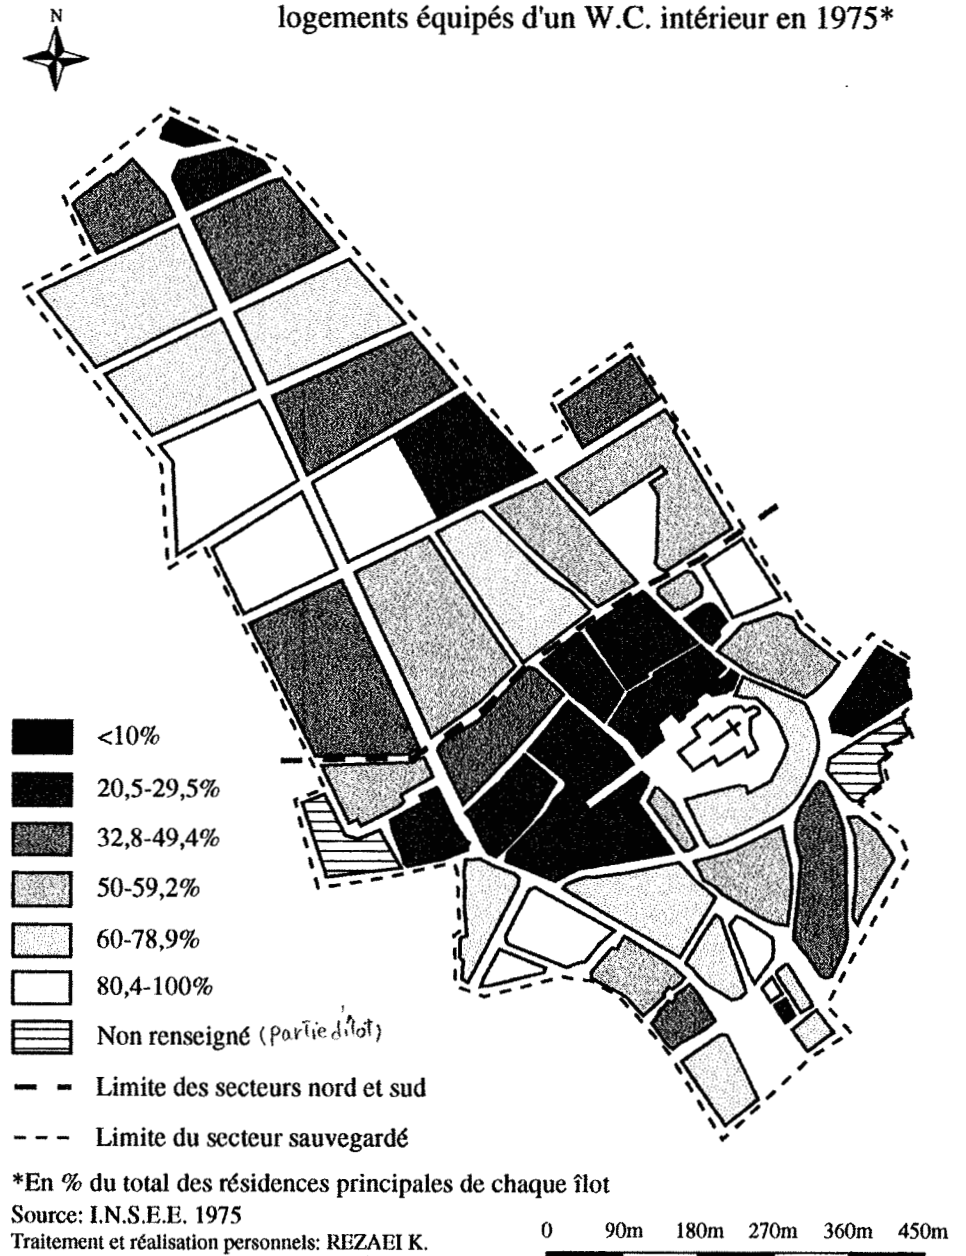 logements équipés d'un W.C. intérieur en 1975*
N
<10%
20,5-29,5%
32,8-49,4%
50-59,2%
60-78,9%
80,4-100%
Non renseigné (partie d'îlot)
Limite des secteurs nord et sud
Limite du secteur sauvegardé
*En % du total des résidences principales de chaque îlot
Source: I.N.S.E.E. 1975
Traitement et réalisation personnels: REZAEI K.
0 90m 180m 270m 360m 450m